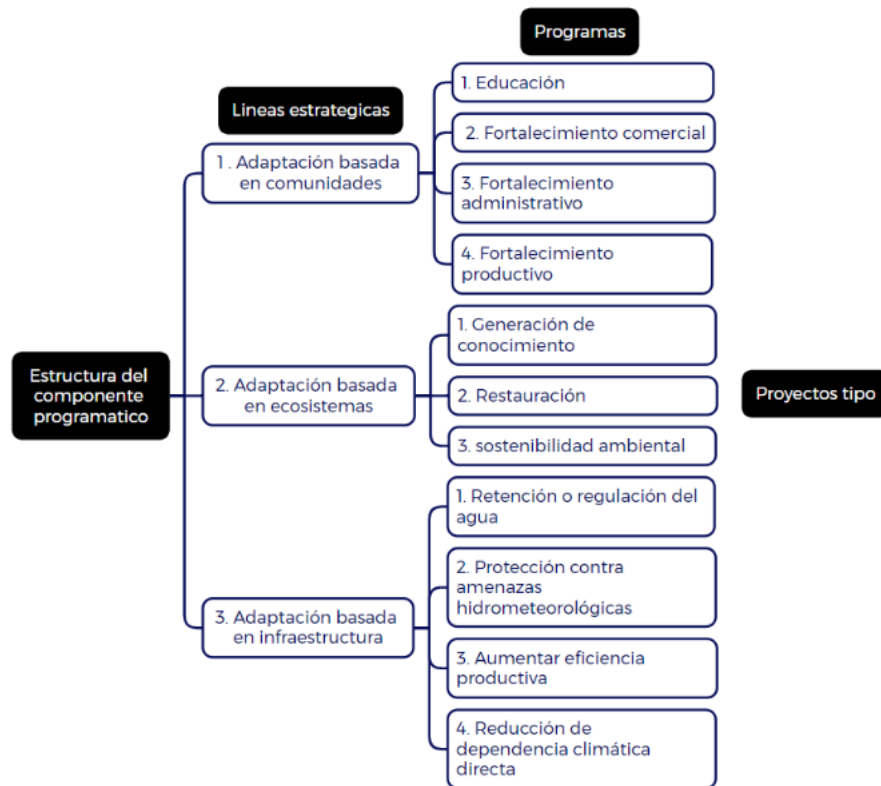 Programas
Lineas estrategicas
1 . Adaptación basada
en comunidades
1. Educación
2. Fortalecimiento comercial
3. Fortalecimiento
administrativo
4. Fortalecimiento
productivo
Estructura del
componente
programatico
2. Adaptación basada
en ecosistemas
1. Generación de
conocimiento
2. Restauración
3. sostenibilidad ambiental
Proyectos tipo
3. Adaptación basada
en infraestructura
1. Retención o regulación del
agua
2. Protección contra
amenazas
hidrometeorológicas
3. Aumentar eficiencia
productiva
4. Reducción de
dependencia climática
directa